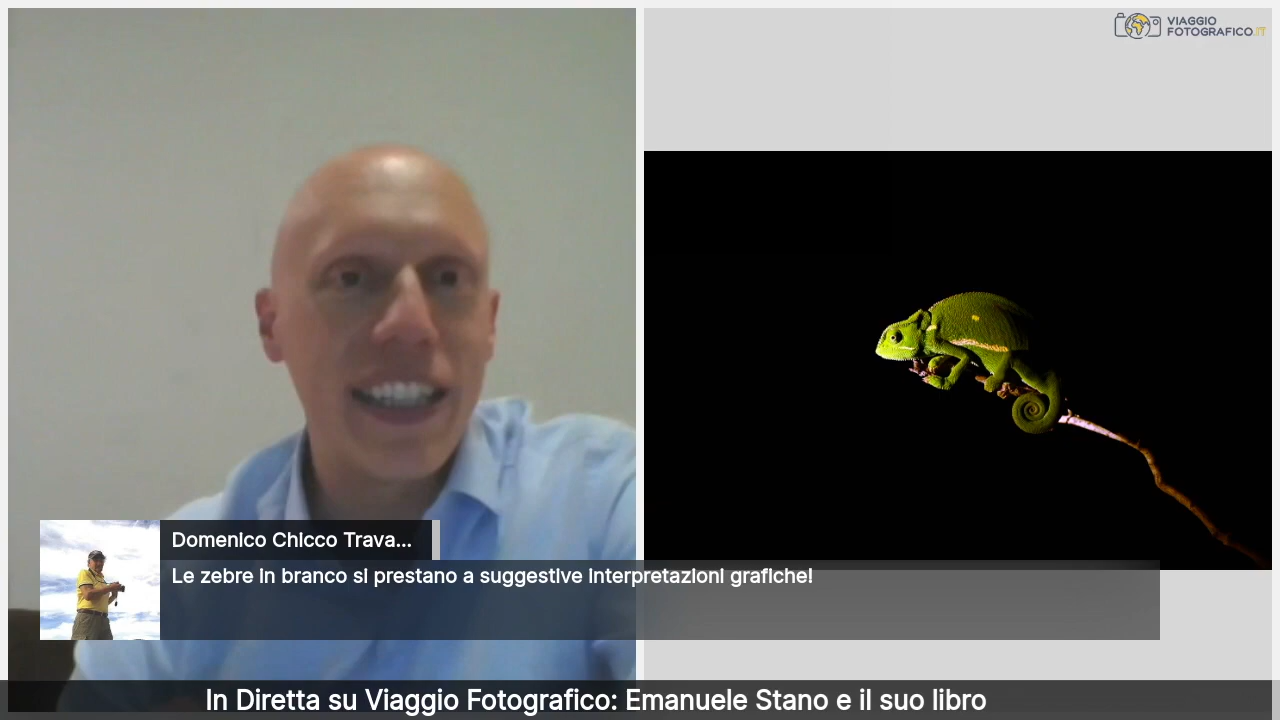 VIAGGIO
FOTOGRAFICO.IT
Domenico Chicco Trava...
Le zebre in branco si prestano a suggestive interpretazioni grafiche!
In Diretta su Viaggio Fotografico: Emanuele Stano e il suo libro